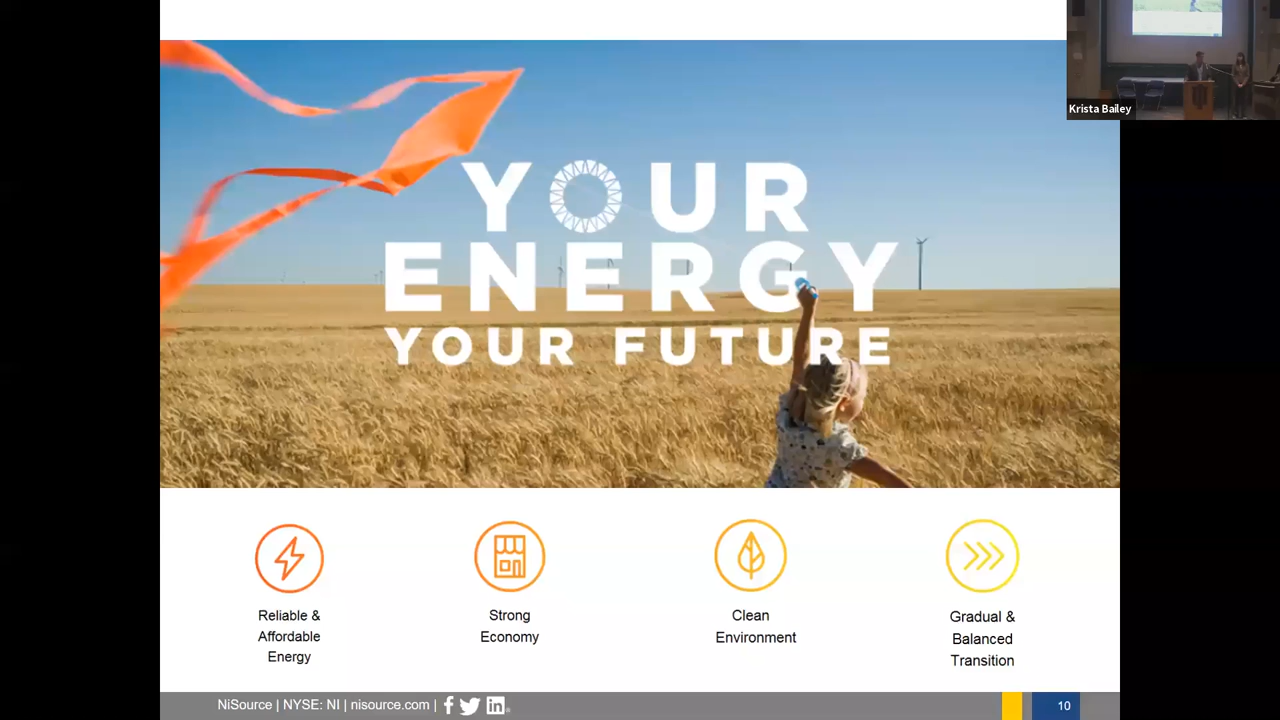 Krista Bailey
YOUR
ENERGY
YOUR FUTURE
Reliable &
Affordable
Energy
Strong
Economy
Clean
Environment
Gradual &
Balanced
Transition
NiSource | NYSE: NI | nisource.com |
10